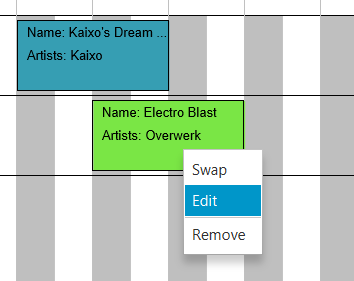 Name: Kaixo's Dream ...
Artists: Kaixo
Name: Electro Blast
Artists: Overwerk
Swap
Edit
Remove